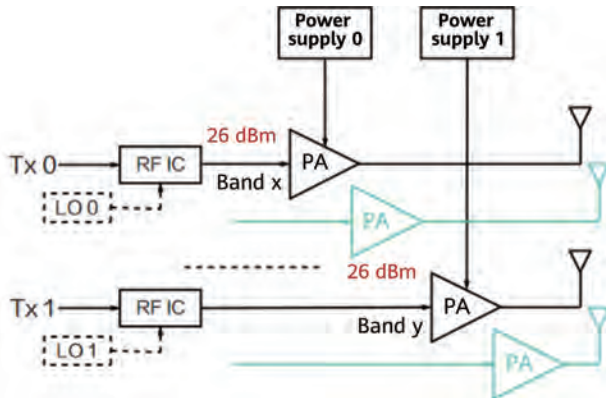 Power
supply 0
Power
supply 1
26 dBm
Tx 0
RF IC
PA
Band x
LO 0
PA
26 dBm
Tx 1
RF IC
PA
Band y
LO 1
PA